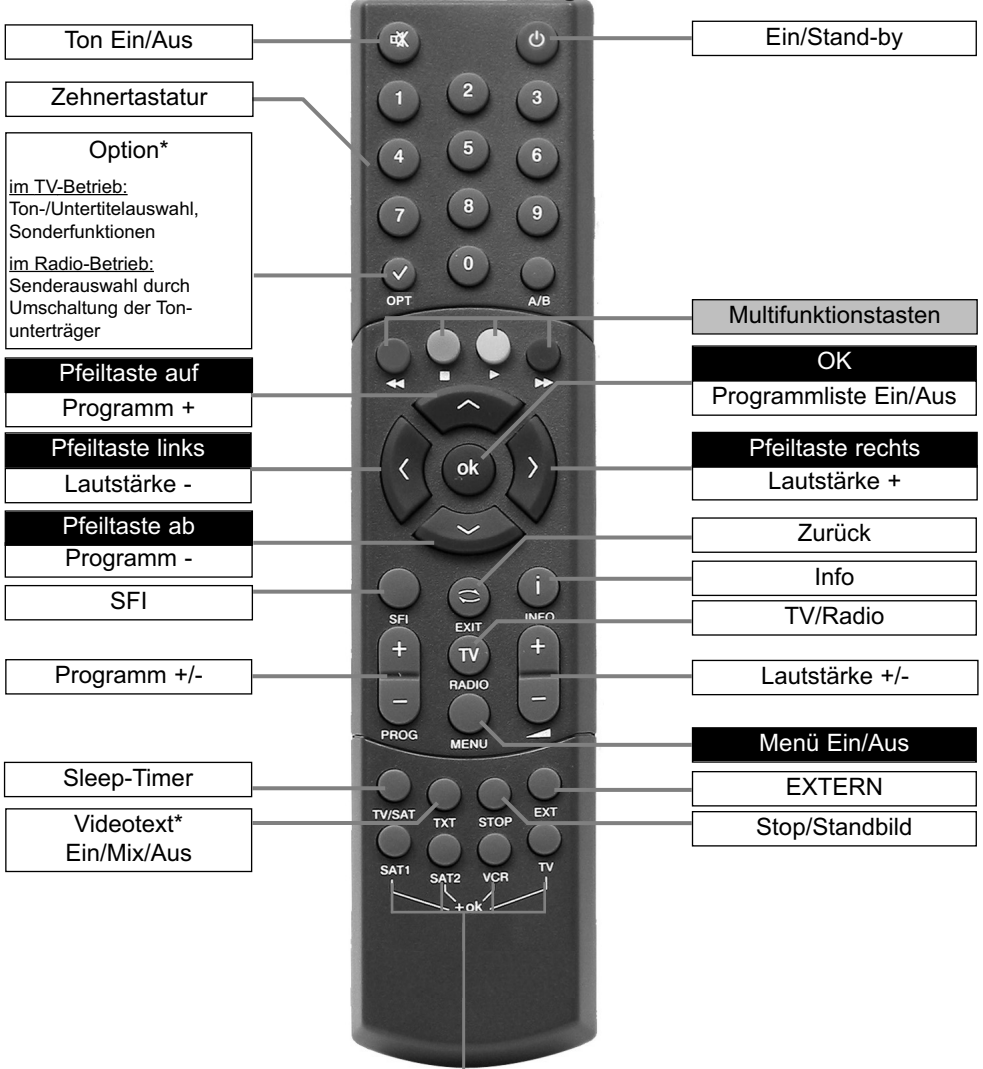 Ton Ein/Aus
Ein/Stand-by
Zehnertastatur
1
2
3
4
5
6
7
8
9
0
OPT
A/B
Option*
im TV-Betrieb:
Ton-/Untertitelauswahl,
Sonderfunktionen
im Radio-Betrieb:
Senderauswahl durch
Umschaltung der Ton-
unterträger
Multifunktionstasten
Pfeiltaste auf
Programm +
OK
Programmliste Ein/Aus
Pfeiltaste links
Lautstärke -
ok
Pfeiltaste rechts
Lautstärke +
Pfeiltaste ab
Programm -
Zurück
SFI
Info
TV/Radio
i
SFI
EXIT
INFO
+
TV
+
RADIO
−
−
PROG
MENU
Programm +/-
Lautstärke +/-
Menü Ein/Aus
Sleep-Timer
EXTERN
Videotext*
Ein/Mix/Aus
Stop/Standbild
TV/SAT
TXT
STOP
EXT
SAT1
SAT2
VCR
TV
+ok